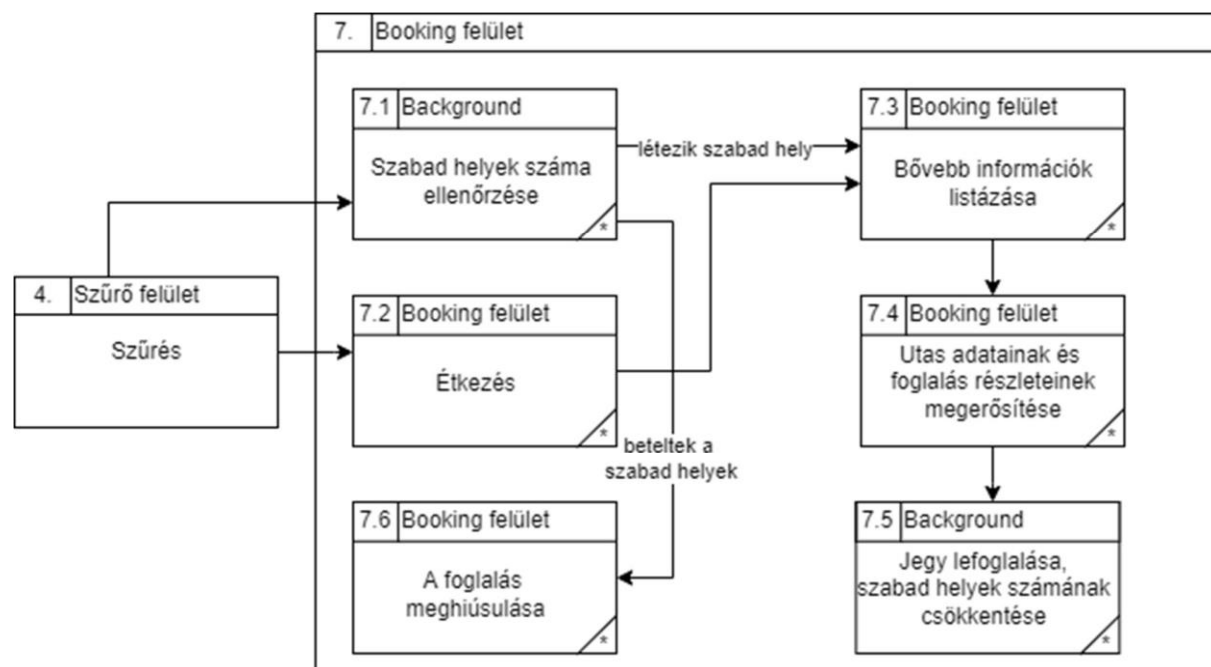 7. Booking felület
7.1 Background
Szabad helyek száma
ellenőrzése
*
létezik szabad hely
7.3 Booking felület
Bővebb információk
listázása
*
4. Szűrő felület
Szűrés
7.2 Booking felület
Étkezés
*
7.4 Booking felület
Utas adatainak és
foglalás részleteinek
megerősítése
*
beteltek a
szabad helyek
7.6 Booking felület
A foglalás
meghiúsulása
*
7.5 Background
Jegy lefoglalása,
szabad helyek számának
csökkentése
*